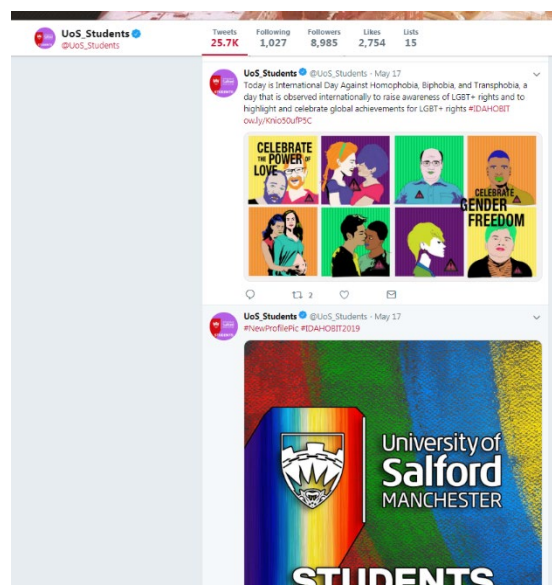 UoS_Students
@UoS_Students
Tweets Following Followers Likes Lists
25.7K 1,027 8,985 2,754 15
UoS_Students @UoS_Students · May 17
Today is International Day Against Homophobia, Biphobia, and Transphobia, a
day that is observed internationally to raise awareness of LGBT+ rights and to
highlight and celebrate global achievements for LGBT+ rights #IDAHOBIT
CELEBRATE
THE POWER OF
LOVE
CELEBRATE
GENDER
FREEDOM
2
UoS_Students @UoS_Students · May 17
#NewProfilePic #IDAHOBIT2019
University of
Salford
MANCHESTER
STUDENTS